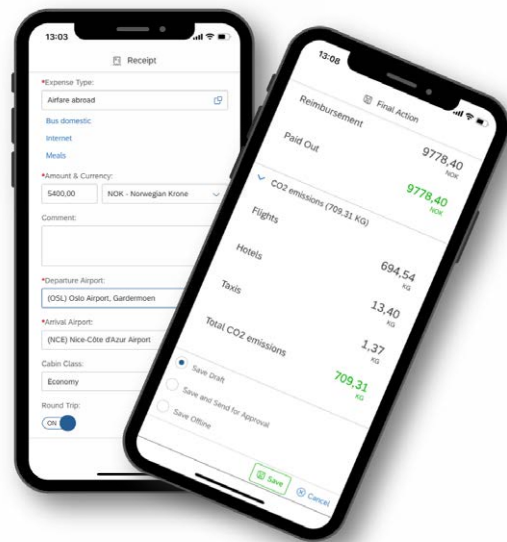 13:03
Receipt
*Expense Type:
Airfare abroad
Bus domestic
Internet
Meals
*Amount & Currency:
5400,00
NOK - Norwegian Krone
Comment:
*Departure Airport:
(OSL) Oslo Airport, Gardermoen
*Arrival Airport:
(NCE) Nice-Côte d'Azur Airport
Cabin Class:
Economy
Round Trip:
ON
13:08
Final Action
Reimbursement
9778,40
NOK
Paid Out
9778,40
NOK
CO2 emissions (709,31 KG)
Flights
694,54
KG
Hotels
13,40
KG
Taxis
1,37
KG
Total CO2 emissions
709,31
KG
Save Draft
Save and Send for Approval
Save Offline
Save
Cancel